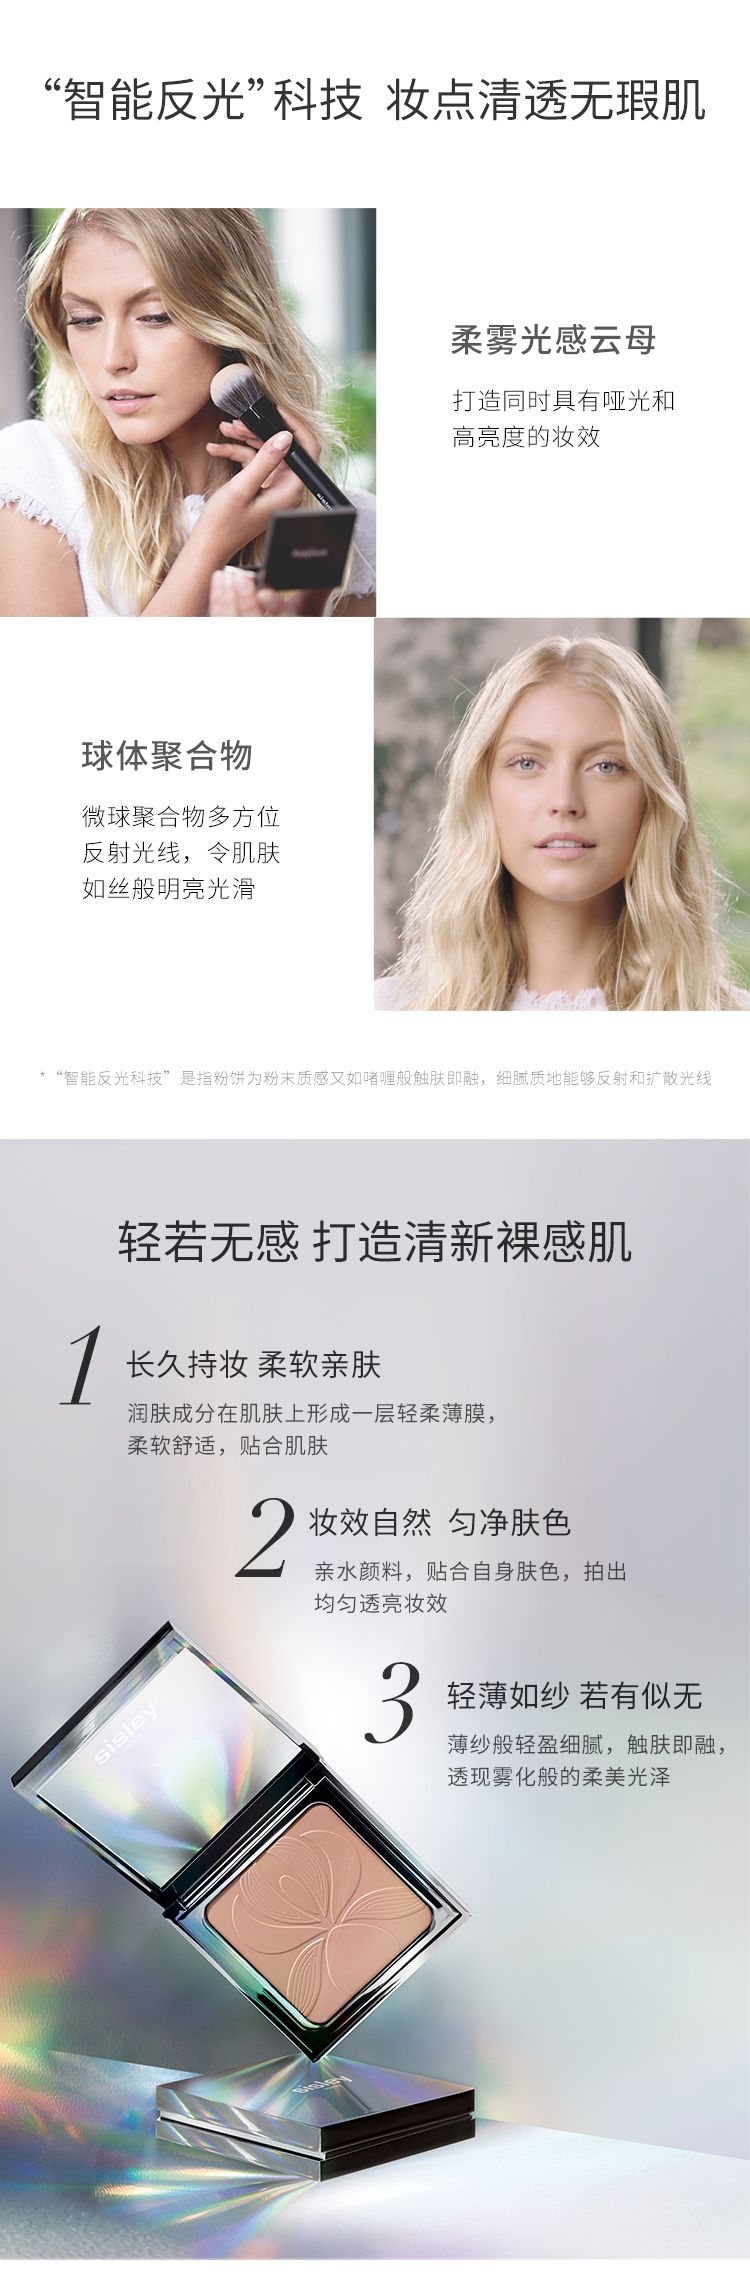 “智能反光”科技 妆点清透无瑕肌
柔雾光感云母
打造同时具有哑光和
高亮度的妆效
球体聚合物
微球聚合物多方位
反射光线，令肌肤
如丝般明亮光滑
*“智能反光科技”是指粉饼为粉末质感又如啫喱般触肤即融，细腻质地能够反射和扩散光线
轻若无感 打造清新裸感肌
1 长久持妆 柔软亲肤
润肤成分在肌肤上形成一层轻柔薄膜，
柔软舒适，贴合肌肤
2 妆效自然 匀净肤色
亲水颜料，贴合自身肤色，拍出
均匀透亮妆效
3 轻薄如纱 若有似无
薄纱般轻盈细腻，触肤即融，
透现雾化般的柔美光泽
sisley
sisley